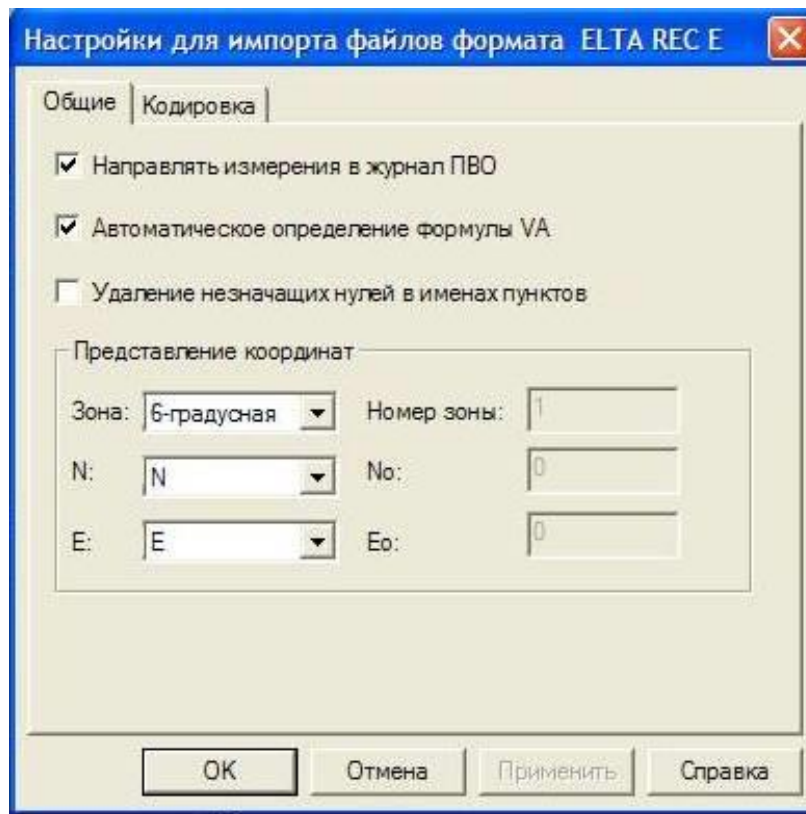 Настройки для импорта файлов формата ELTA REC E
Общие Кодировка
Направлять измерения в журнал ПВО
Автоматическое определение формулы VA
Удаление незначащих нулей в именах пунктов
Представление координат
Зона: 6-градусная Номер зоны: 1
N: N No: 0
E: E Eo: 0
OK Отмена Применить Справка